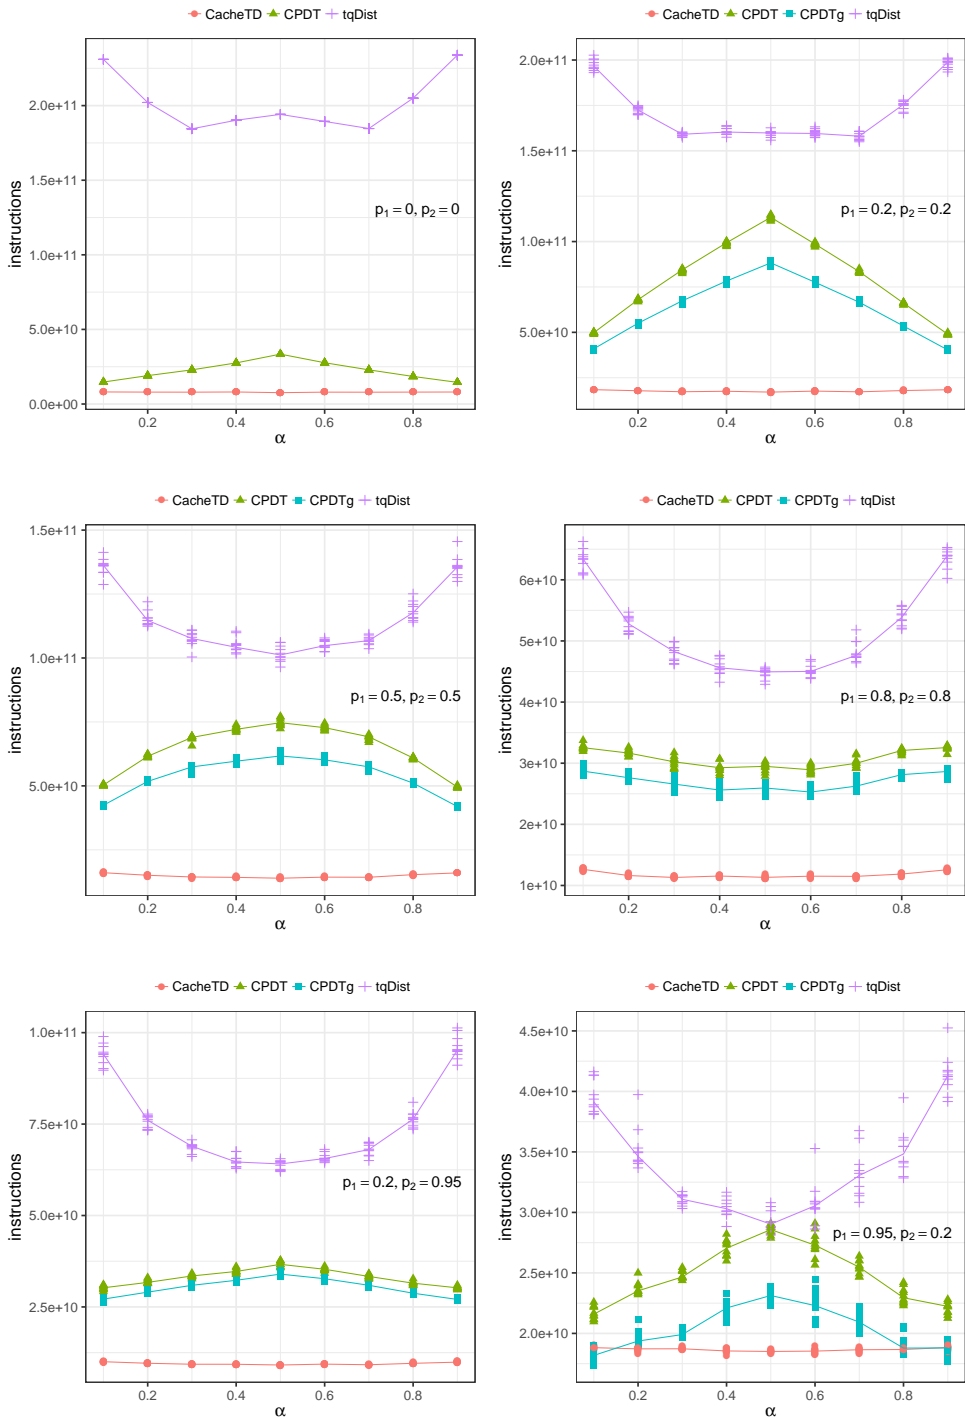 CacheTD CPDT tqDist
instructions
2.0e+11
1.5e+11
1.0e+11
5.0e+10
0.0e+00
p1 = 0, p2 = 0
0.2 0.4 0.6 0.8
α
CacheTD CPDT CPDTg tqDist
instructions
2.0e+11
1.5e+11
1.0e+11
5.0e+10
p1 = 0.2, p2 = 0.2
0.2 0.4 0.6 0.8
α
CacheTD CPDT CPDTg tqDist
instructions
1.5e+11
1.0e+11
5.0e+10
p1 = 0.5, p2 = 0.5
0.2 0.4 0.6 0.8
α
CacheTD CPDT CPDTg tqDist
instructions
6e+10
5e+10
4e+10
3e+10
2e+10
1e+10
p1 = 0.8, p2 = 0.8
0.2 0.4 0.6 0.8
α
CacheTD CPDT CPDTg tqDist
instructions
1.0e+11
7.5e+10
5.0e+10
2.5e+10
p1 = 0.2, p2 = 0.95
0.2 0.4 0.6 0.8
α
CacheTD CPDT CPDTg tqDist
instructions
4.5e+10
4.0e+10
3.5e+10
3.0e+10
2.5e+10
2.0e+10
p1 = 0.95, p2 = 0.2
0.2 0.4 0.6 0.8
α